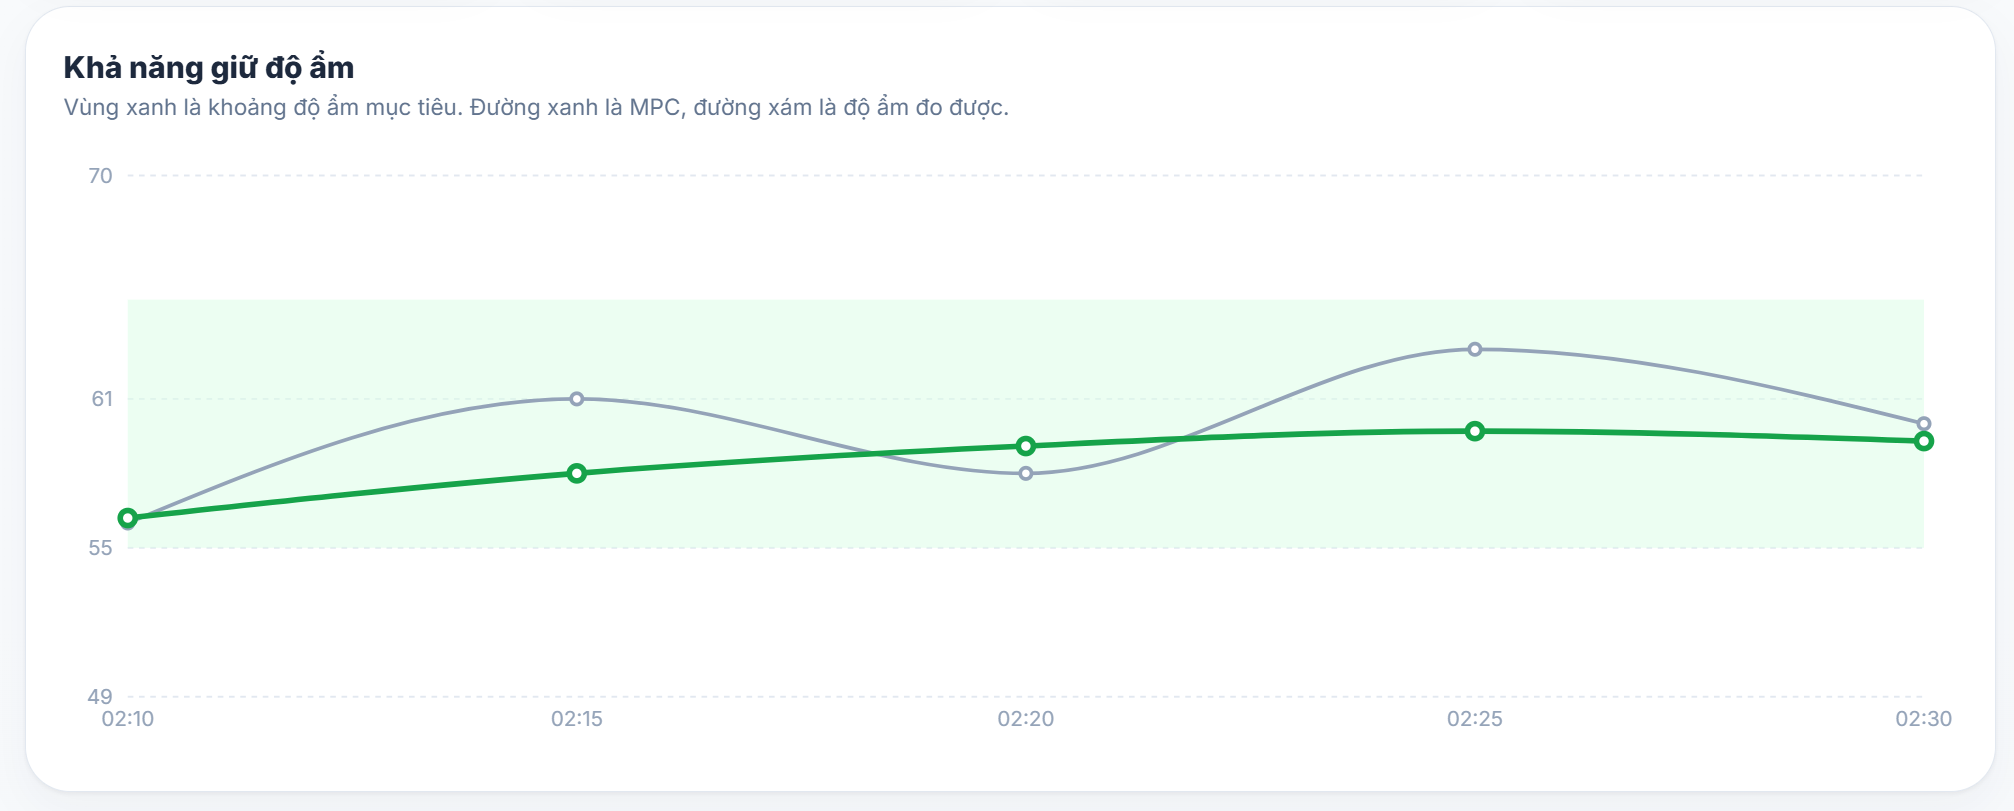 Khả năng giữ độ ẩm
Vùng xanh là khoảng độ ẩm mục tiêu. Đường xanh là MPC, đường xám là độ ẩm đo được.
70
61
55
49
02:10 02:15 02:20 02:25 02:30